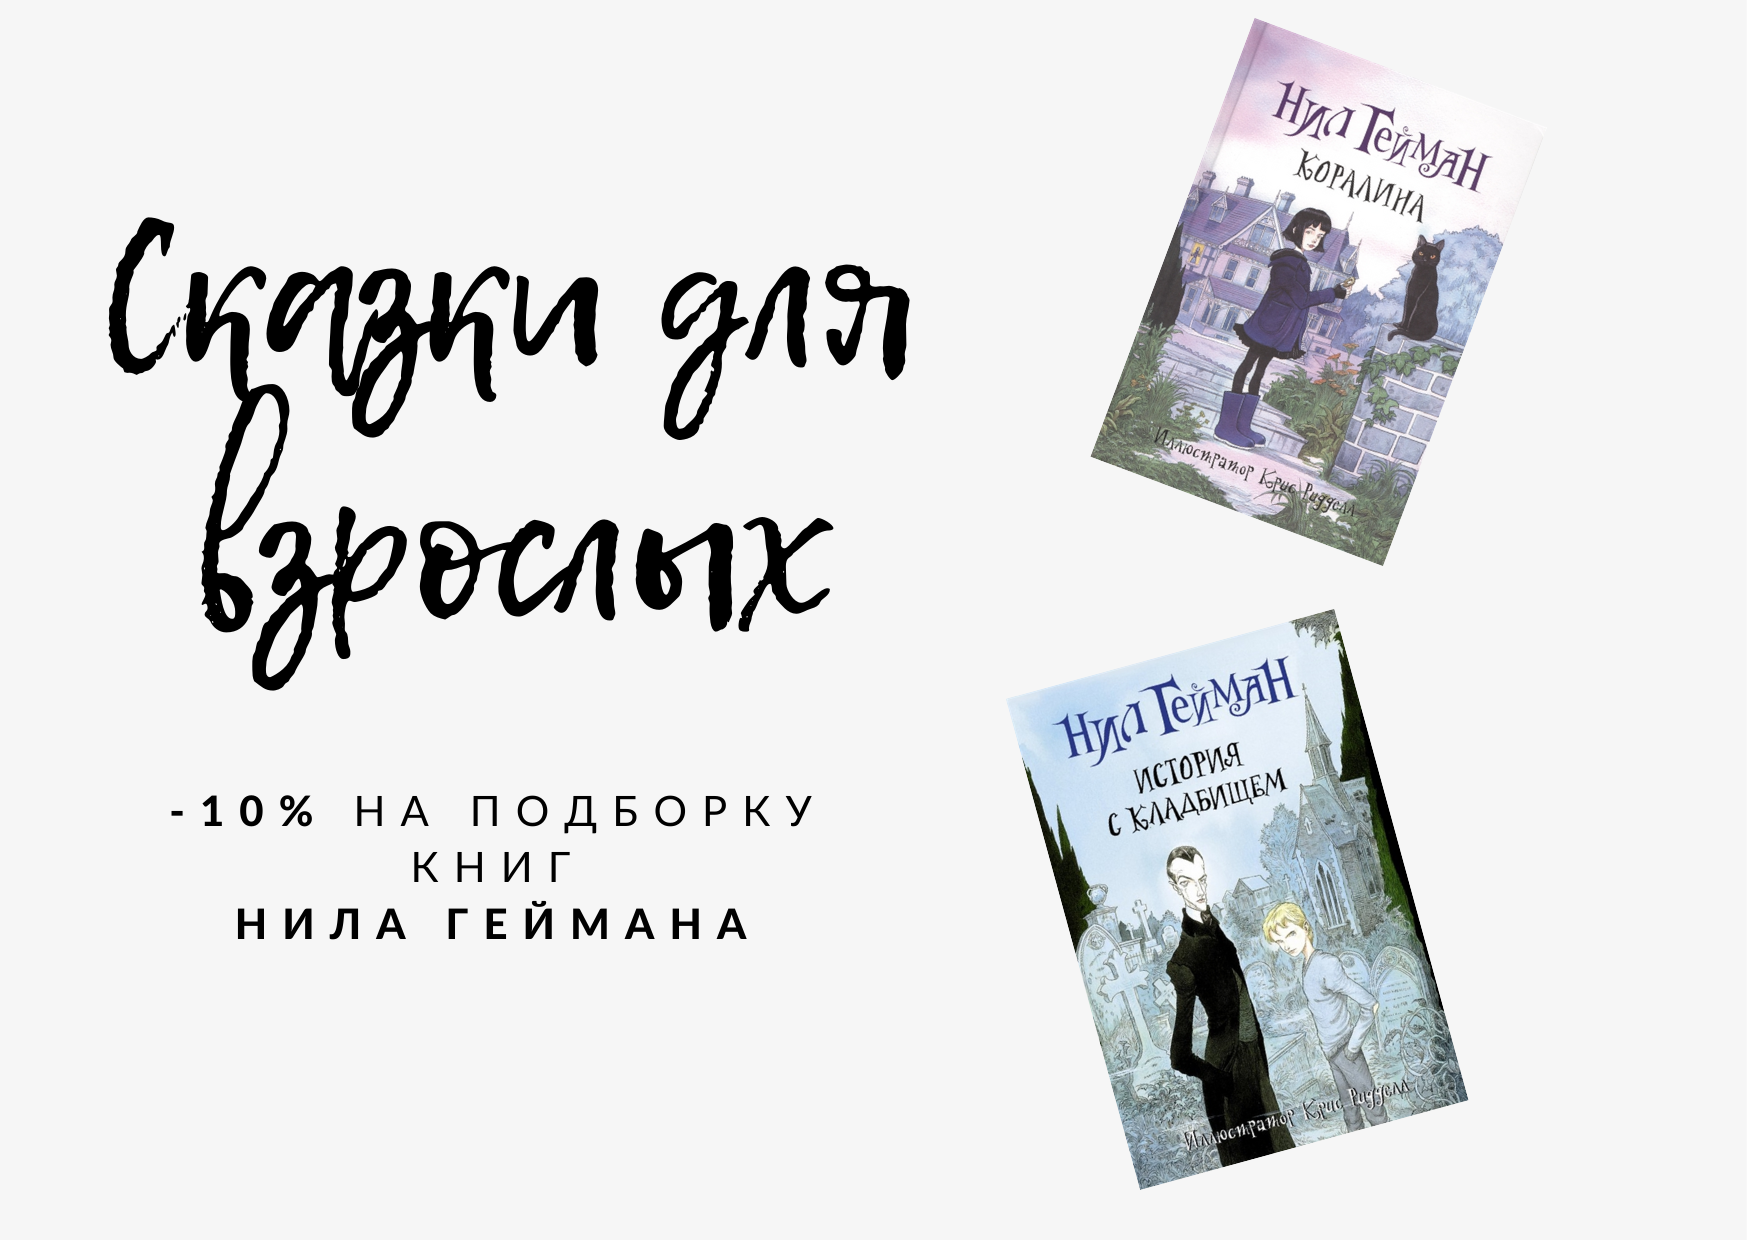 Сказки для
взрослых
-10% НА ПОДБОРКУ
КНИГ
НИЛА ГЕЙМАНА
НИЛ ГЕЙМАН
КОРАЛИНА
Иллюстратор Крис Ридделл
НИЛ ГЕЙМАН
ИСТОРИЯ
С КЛАДБИЩЕМ
Иллюстратор Крис Ридделл